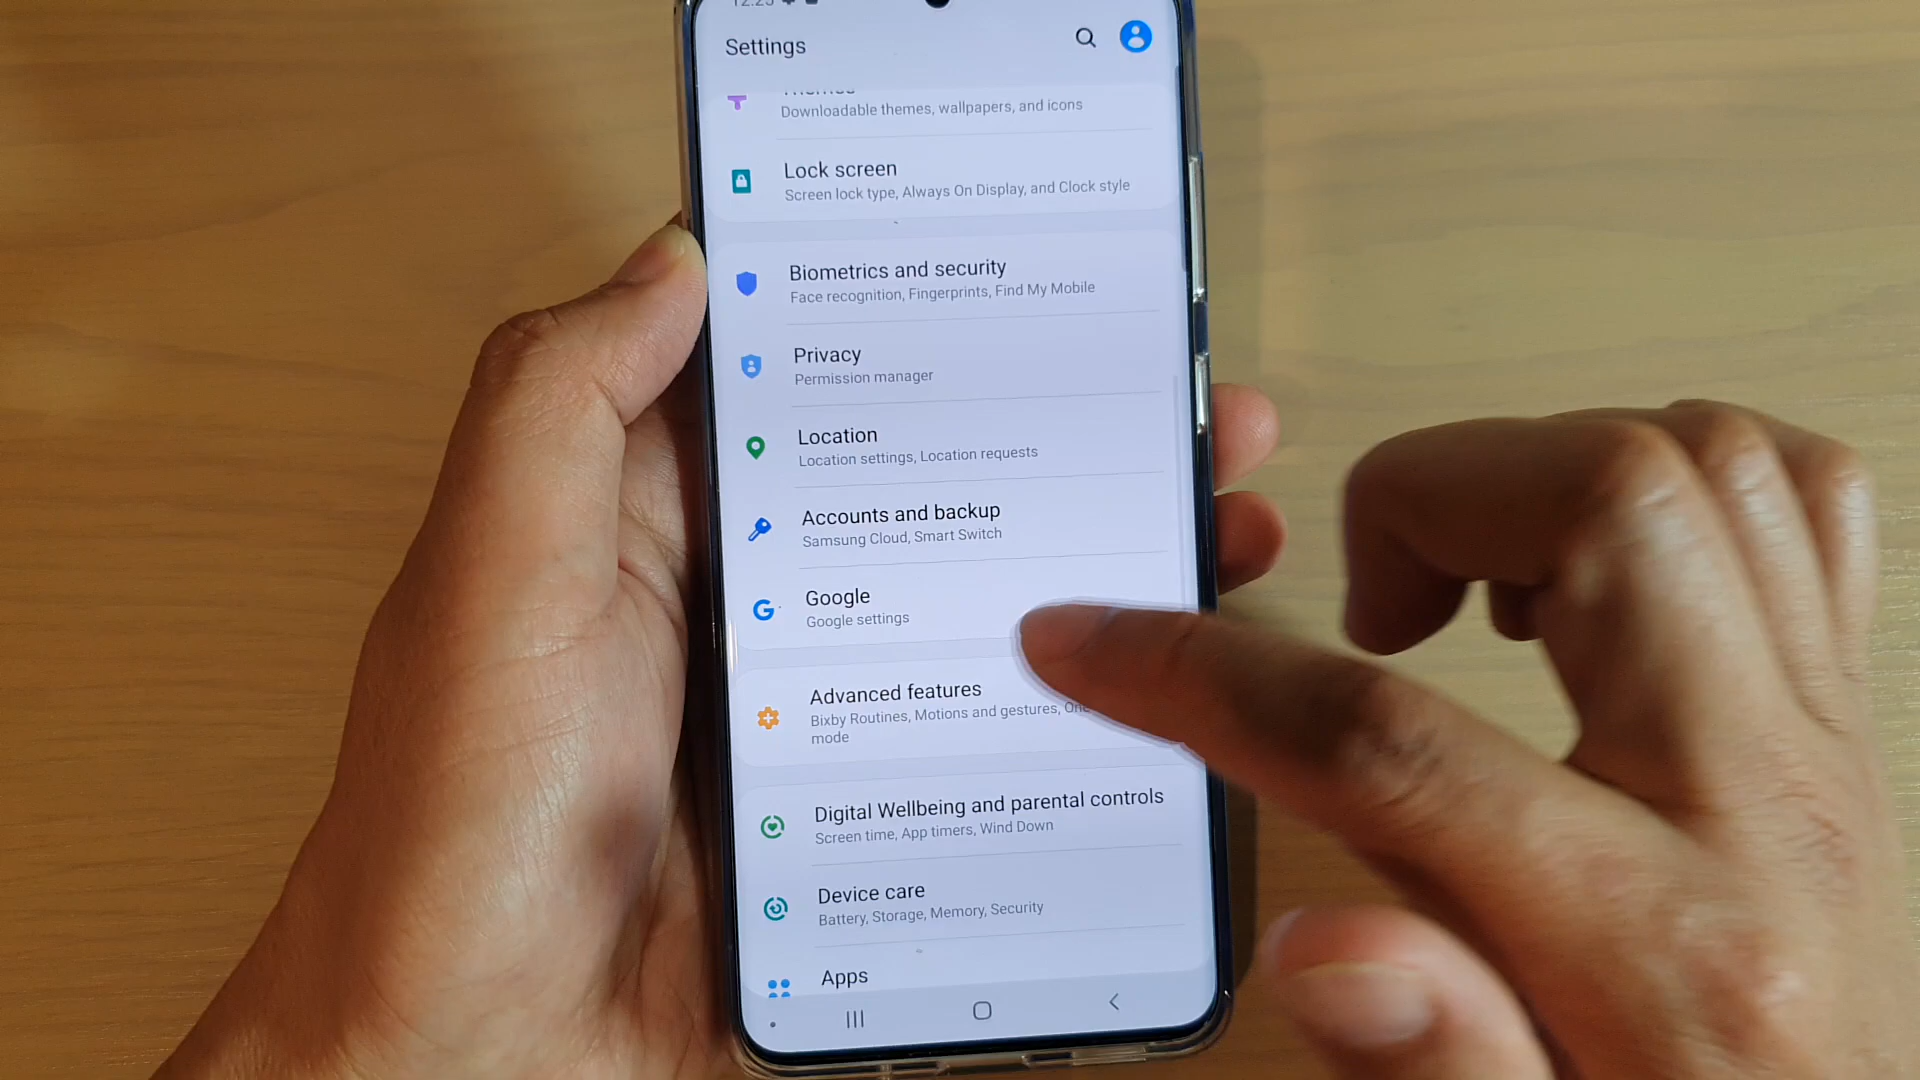 12:25
Settings
Themes
Downloadable themes, wallpapers, and icons
Lock screen
Screen lock type, Always On Display, and Clock style
Biometrics and security
Face recognition, Fingerprints, Find My Mobile
Privacy
Permission manager
Location
Location settings, Location requests
Accounts and backup
Samsung Cloud, Smart Switch
Google
Google settings
Advanced features
Bixby Routines, Motions and gestures,
mode
Digital Wellbeing and parental controls
Screen time, App timers, Wind Down
Device care
Battery, Storage, Memory, Security
Apps